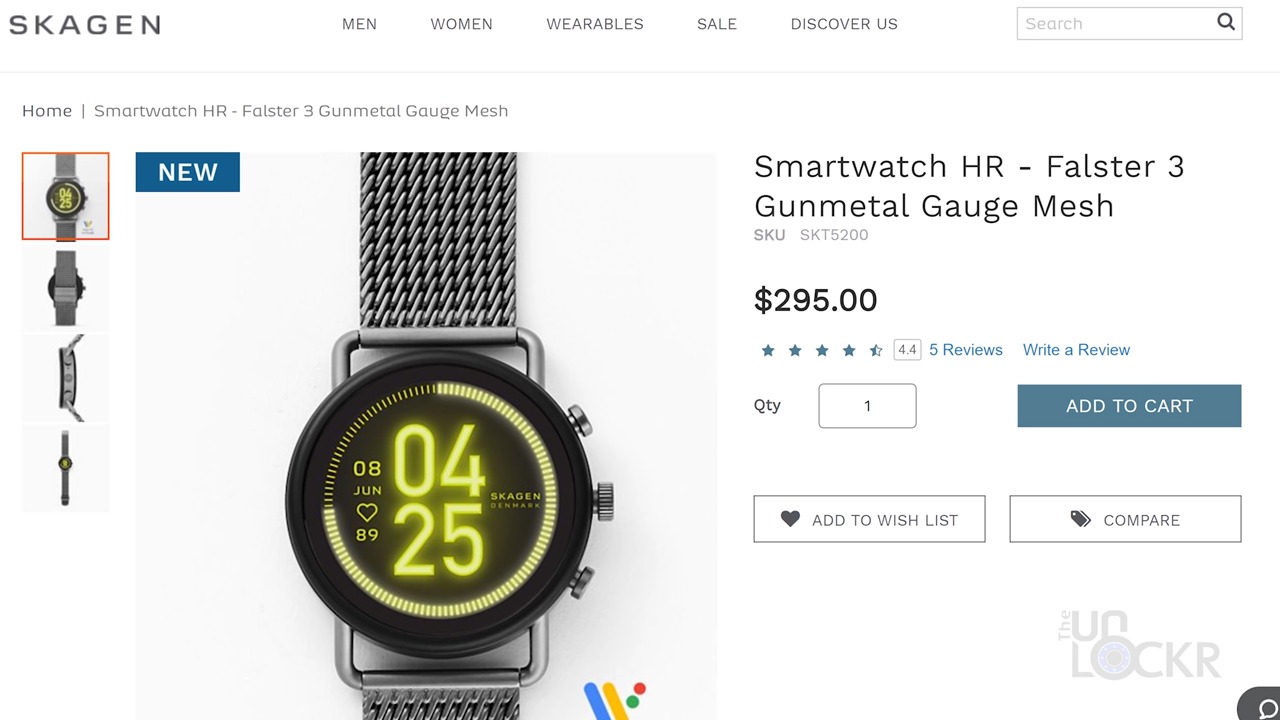 SKAGEN
MEN WOMEN WEARABLES SALE DISCOVER US
Search
Home | Smartwatch HR - Falster 3 Gunmetal Gauge Mesh
NEW
04
25
08
JUN
89
SKAGEN
DENMARK
Smartwatch HR - Falster 3
Gunmetal Gauge Mesh
SKU SKT5200
$295.00
4.4 5 Reviews Write a Review
Qty 1 ADD TO CART
ADD TO WISH LIST COMPARE
The
UN
LOCKR